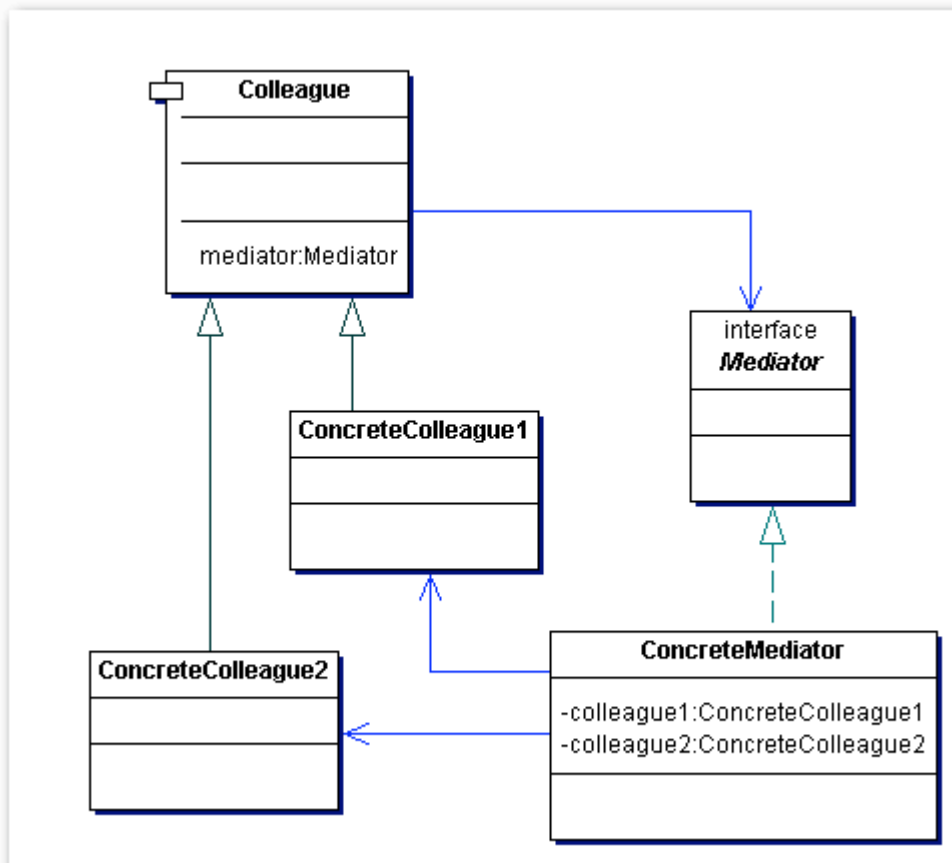 Colleague
mediator:Mediator
interface
Mediator
ConcreteColleague1
ConcreteColleague2
ConcreteMediator
-colleague1:ConcreteColleague1
-colleague2:ConcreteColleague2